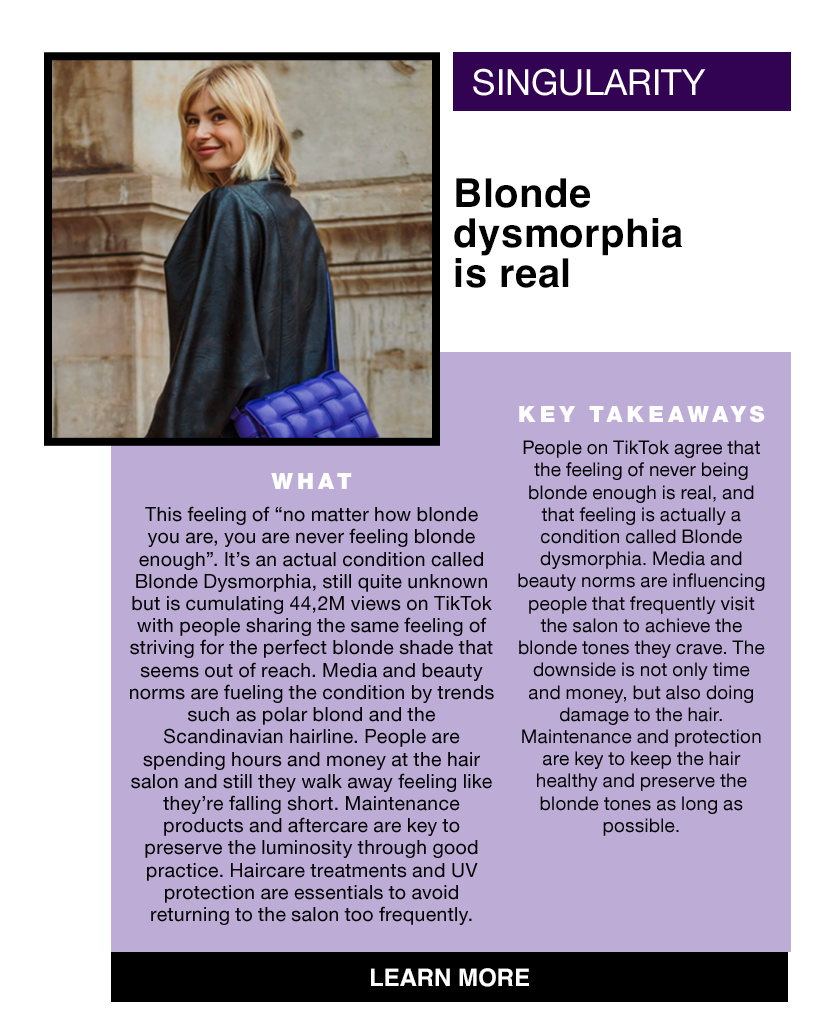 SINGULARITY
Blonde
dysmorphia
is real
WHAT
This feeling of “no matter how blonde
you are, you are never feeling blonde
enough”. It’s an actual condition called
Blonde Dysmorphia, still quite unknown
but is cumulating 44,2M views on TikTok
with people sharing the same feeling of
striving for the perfect blonde shade that
seems out of reach. Media and beauty
norms are fueling the condition by trends
such as polar blond and the
Scandinavian hairline. People are
spending hours and money at the hair
salon and still they walk away feeling like
they’re falling short. Maintenance
products and aftercare are key to
preserve the luminosity through good
practice. Haircare treatments and UV
protection are essentials to avoid
returning to the salon too frequently.
KEY TAKEAWAYS
People on TikTok agree that
the feeling of never being
blonde enough is real, and
that feeling is actually a
condition called Blonde
dysmorphia. Media and
beauty norms are influencing
people that frequently visit
the salon to achieve the
blonde tones they crave. The
downside is not only time
and money, but also doing
damage to the hair.
Maintenance and protection
are key to keep the hair
healthy and preserve the
blonde tones as long as
possible.
LEARN MORE